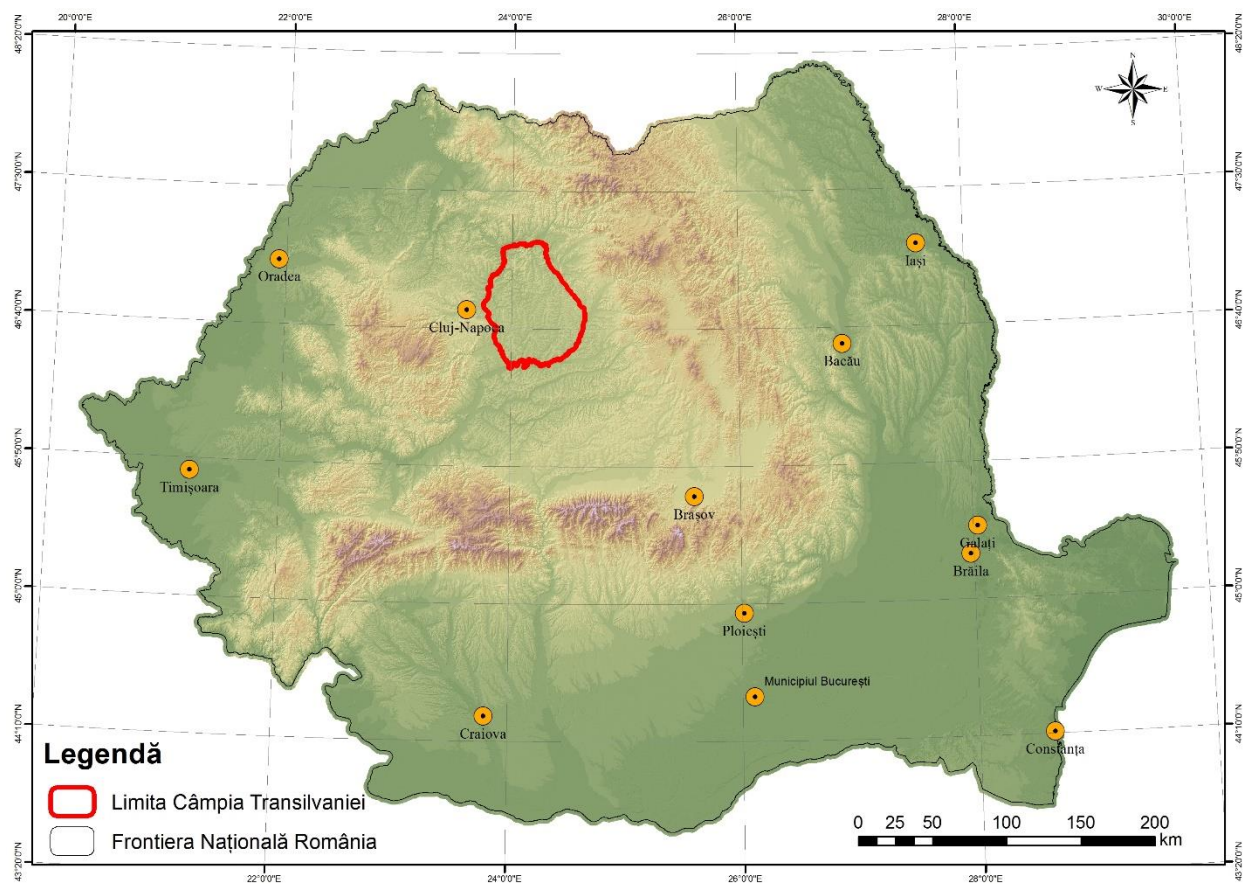 20°0'0"E 22°0'0"E 24°0'0"E 26°0'0"E 28°0'0"E 30°0'0"E
48°20'0"N 48°20'0"N
N
W E
S
47°30'0"N 47°30'0"N
Iași
Oradea
46°40'0"N 46°40'0"N
Cluj-Napoca
Bacău
45°50'0"N 45°50'0"N
Timișoara
Brașov
Galați
Brăila
45°0'0"N 45°0'0"N
Ploiești
Municipiul București
44°10'0"N 44°10'0"N
Craiova
Constanța
Legendă
Limita Câmpia Transilvaniei
Frontiera Națională România
0 25 50 100 150 200
km
43°20'0"N 43°20'0"N
22°0'0"E 24°0'0"E 26°0'0"E 28°0'0"E